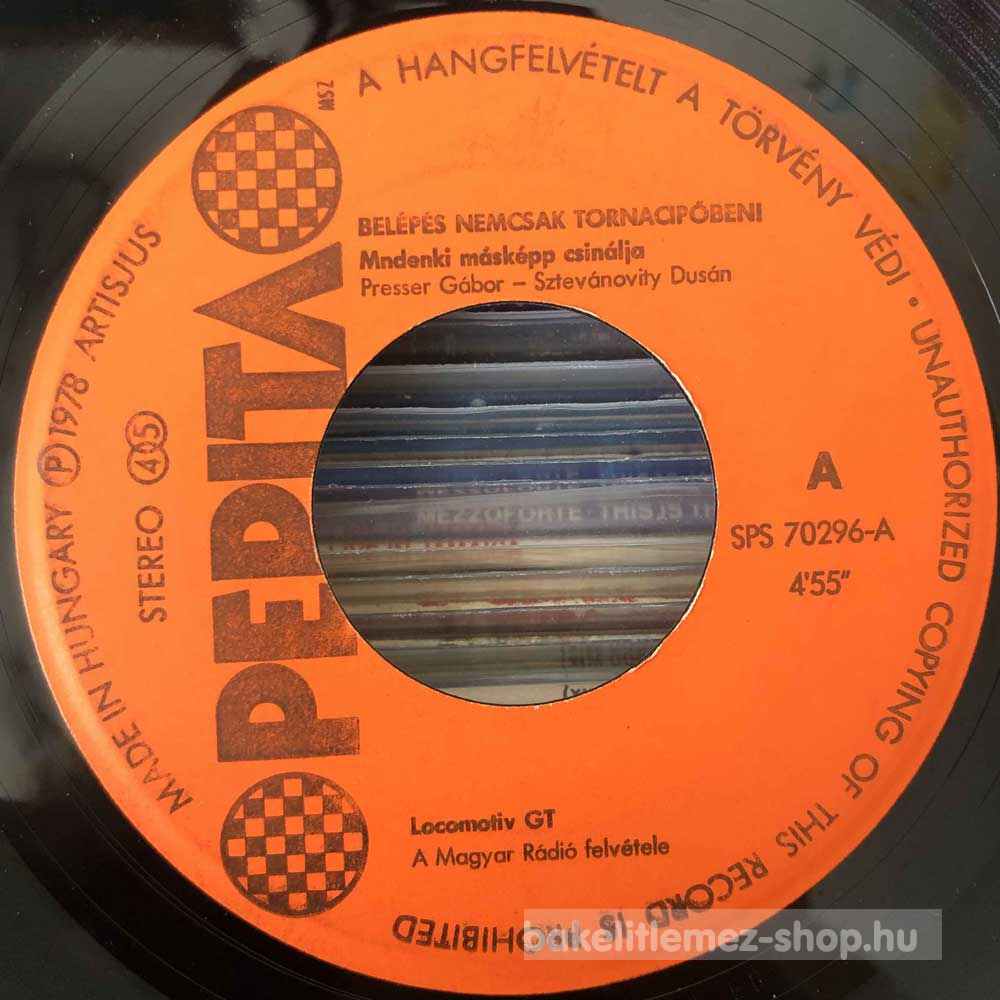 A HANGFELVÉTELT A TÖRVÉNY VÉDI • UNAUTHORIZED COPYING OF THIS RECORD IS PROHIBITED
MADE IN HUNGARY Ⓟ 1978 ARTISJUS
STEREO 45
PEPITA
MSZ
BELÉPÉS NEMCSAK TORNACIPŐBEN!
Mndenki másképp csinálja
Presser Gábor – Sztevánovity Dusán
A
SPS 70296-A
4'55"
MEZZOFORTE · THIS IS
Locomotiv GT
A Magyar Rádió felvétele
bakelitlemez-shop.hu